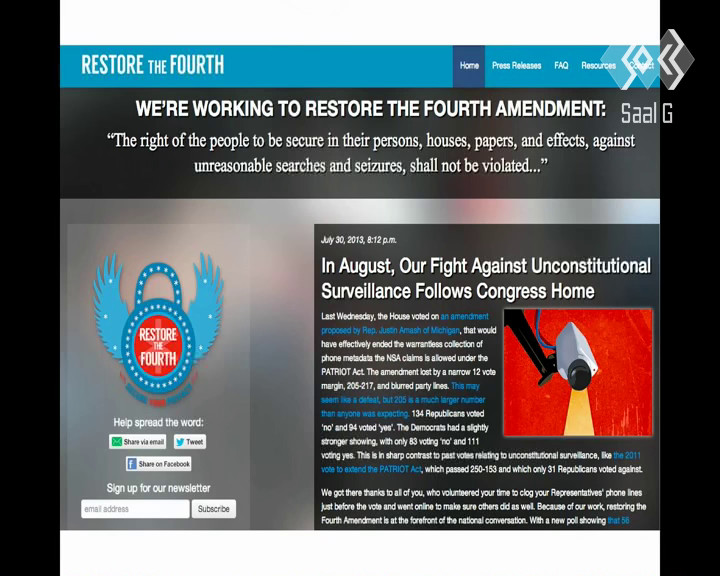 RESTORE THE FOURTH
Home Press Releases FAQ Resources
Saal G
WE'RE WORKING TO RESTORE THE FOURTH AMENDMENT:
“The right of the people to be secure in their persons, houses, papers, and effects, against
unreasonable searches and seizures, shall not be violated...”
RESTORE
THE
FOURTH
Help spread the word:
Share via email Tweet
Share on Facebook
Sign up for our newsletter
email address Subscribe
July 30, 2013, 8:12 p.m.
In August, Our Fight Against Unconstitutional
Surveillance Follows Congress Home
Last Wednesday, the House voted on an amendment
proposed by Rep. Justin Amash of Michigan, that would
have effectively ended the warrantless collection of
phone metadata the NSA claims is allowed under the
PATRIOT Act. The amendment lost by a narrow 12 vote
margin, 205-217, and blurred party lines. This may
seem like a defeat, but 205 is a much larger number
than anyone was expecting. 134 Republicans voted
'no' and 94 voted 'yes'. The Democrats had a slightly
stronger showing, with only 83 voting 'no' and 111
voting yes. This is in sharp contrast to past votes relating to unconstitutional surveillance, like the 2011
vote to extend the PATRIOT Act, which passed 250-153 and which only 31 Republicans voted against.
We got there thanks to all of you, who volunteered your time to clog your Representatives' phone lines
just before the vote and went online to make sure others did as well. Because of our work, restoring the
Fourth Amendment is at the forefront of the national conversation. With a new poll showing that 56